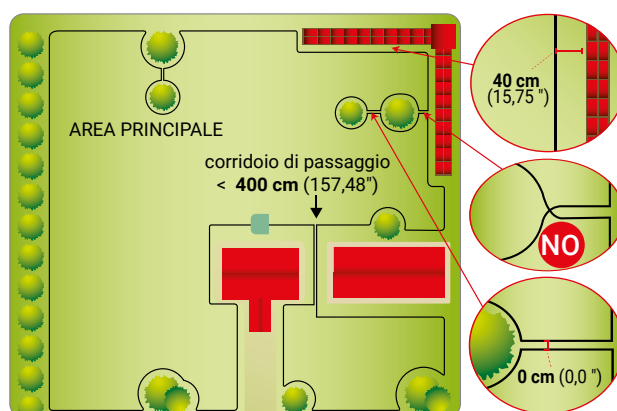 40 cm
(15,75 ")
AREA PRINCIPALE
corridoio di passaggio
< 400 cm (157,48")
NO
0 cm (0,0 ")